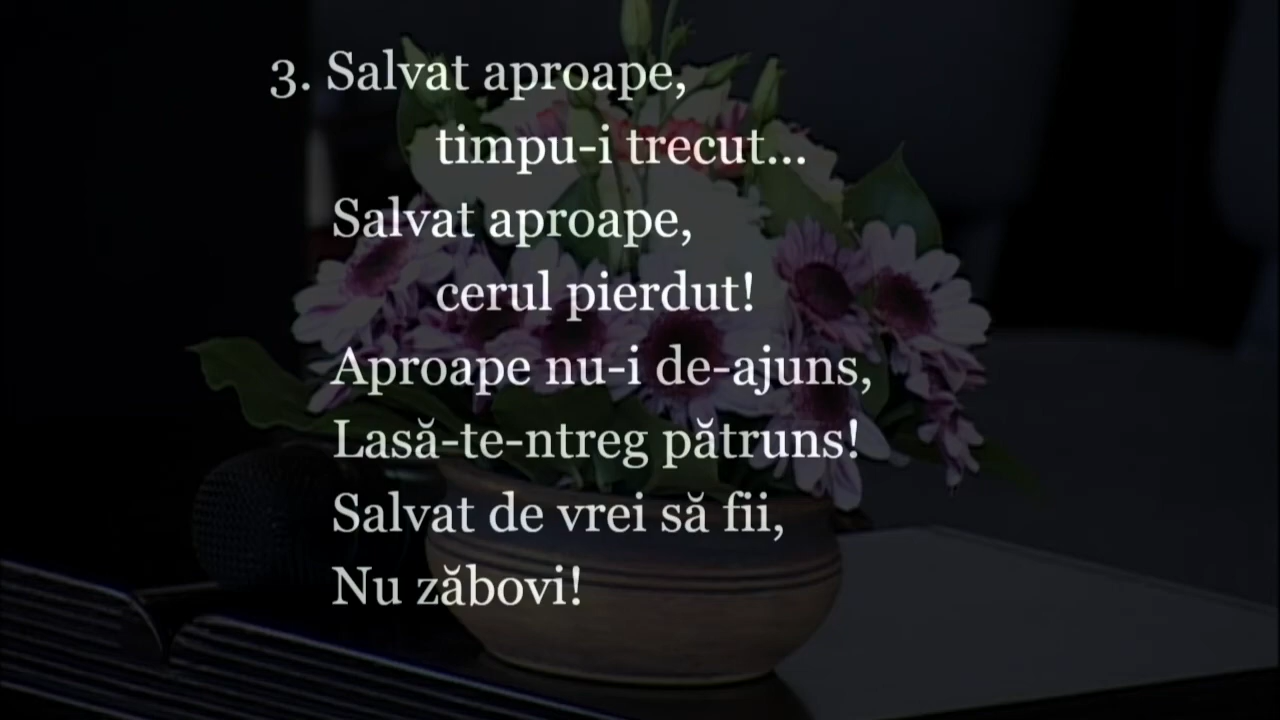 3. Salvat aproape,
timpu-i trecut...
Salvat aproape,
cerul pierdut!
Aproape nu-i de-ajuns,
Lasă-te-ntreg pătruns!
Salvat de vrei să fii,
Nu zăbovi!